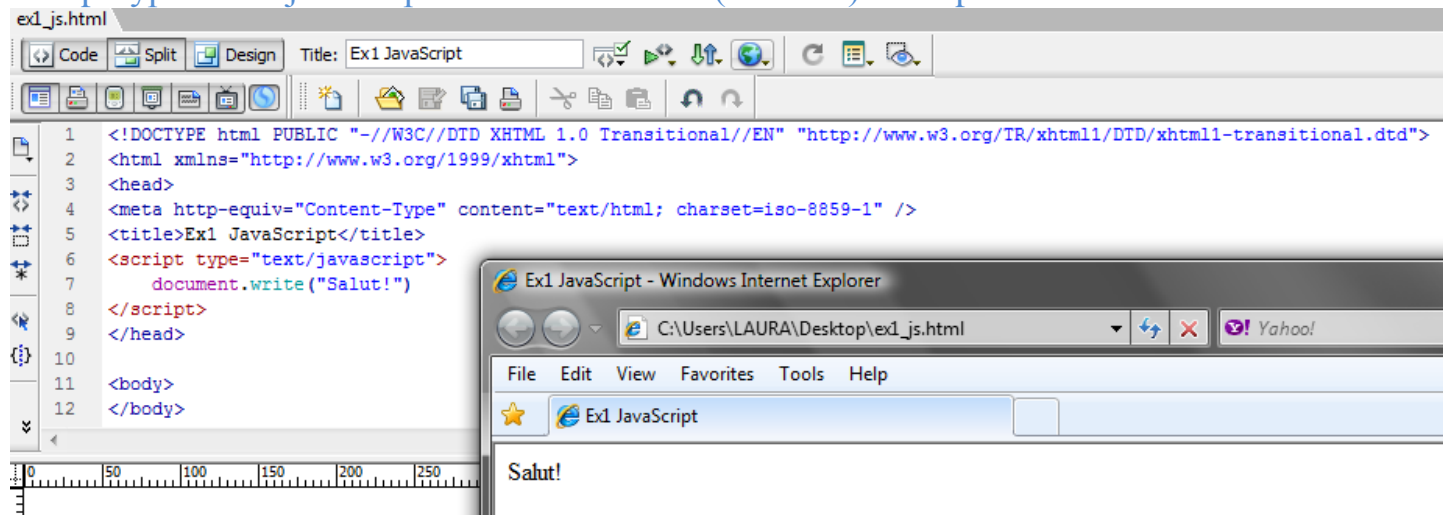 ex1_js.html
Code Split Design Title: Ex1 JavaScript
1 <!DOCTYPE html PUBLIC "-//W3C//DTD XHTML 1.0 Transitional//EN" "http://www.w3.org/TR/xhtml1/DTD/xhtml1-transitional.dtd">
2 <html xmlns="http://www.w3.org/1999/xhtml">
3 <head>
4 <meta http-equiv="Content-Type" content="text/html; charset=iso-8859-1" />
5 <title>Ex1 JavaScript</title>
6 <script type="text/javascript">
7 document.write("Salut!")
8 </script>
9 </head>
10
11 <body>
12 </body>
0 50 100 150 200 250
Ex1 JavaScript - Windows Internet Explorer
C:\Users\LAURA\Desktop\ex1_js.html Yahoo!
File Edit View Favorites Tools Help
Ex1 JavaScript
Salut!